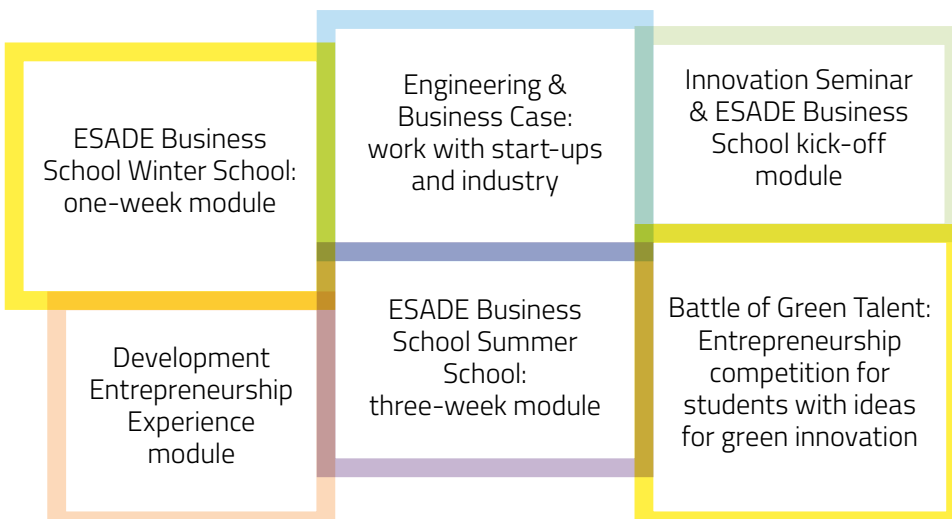 ESADE Business
School Winter School:
one-week module
Engineering &
Business Case:
work with start-ups
and industry
Innovation Seminar
& ESADE Business
School kick-off
module
Development
Entrepreneurship
Experience
module
ESADE Business
School Summer
School:
three-week module
Battle of Green Talent:
Entrepreneurship
competition for
students with ideas
for green innovation